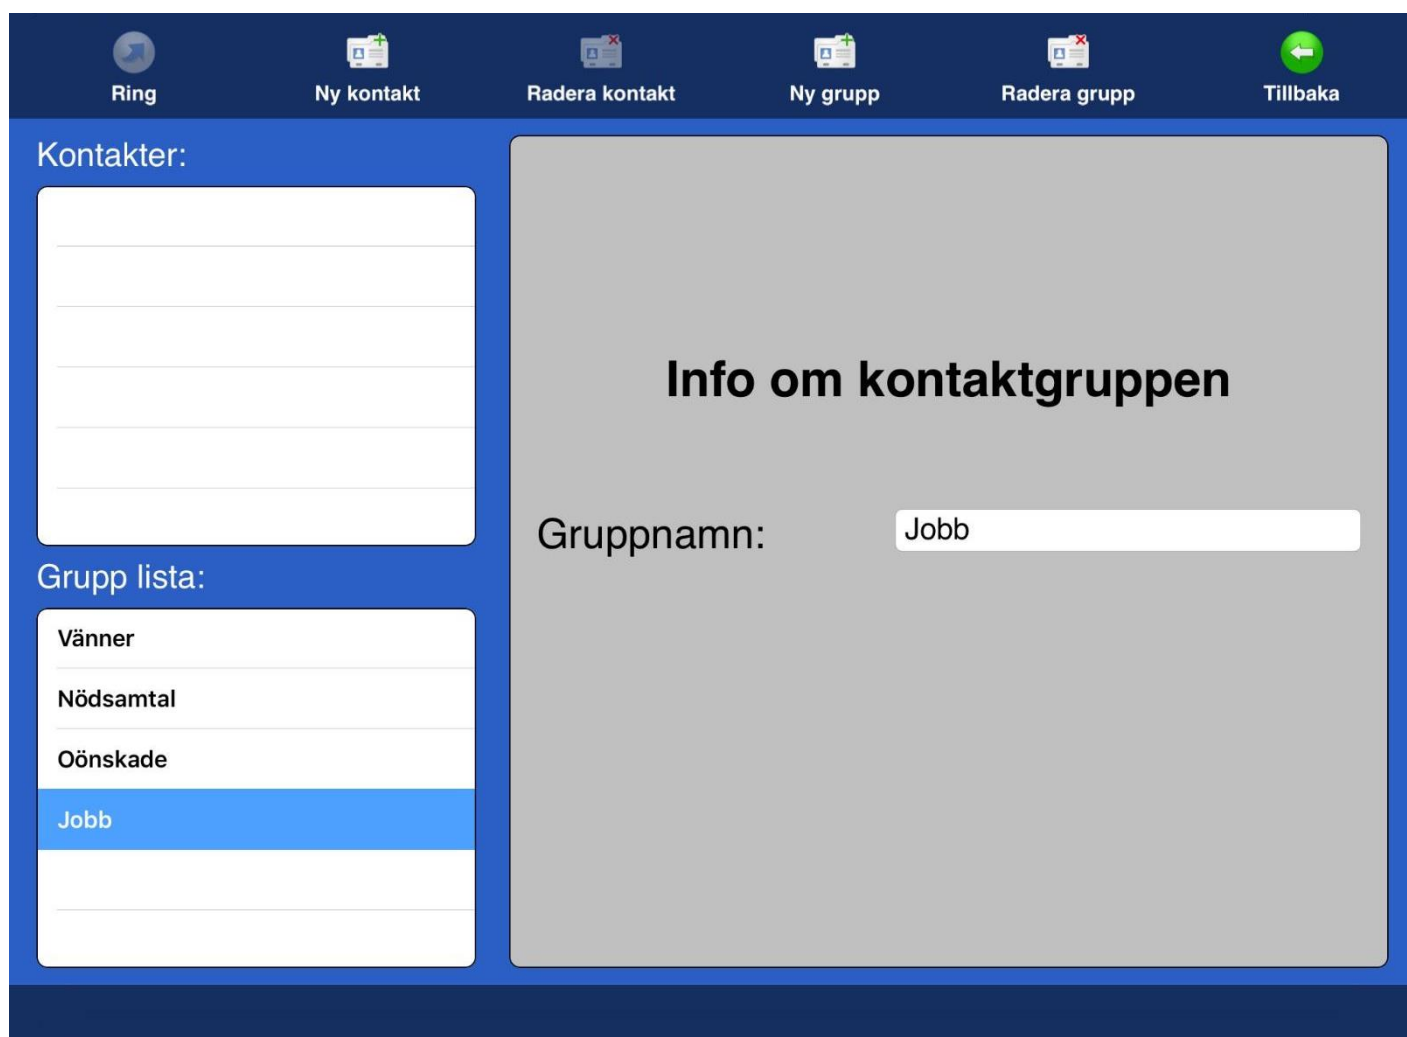 Ring
Ny kontakt
Radera kontakt
Ny grupp
Radera grupp
Tillbaka
Kontakter:
Grupp lista:
Vänner
Nödsamtal
Oönskade
Jobb
Info om kontaktgruppen
Gruppnamn:
Jobb